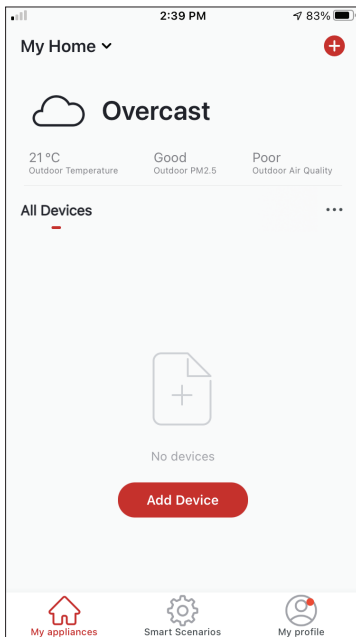 2:39 PM
83%
My Home
Overcast
21 °C
Good
Poor
Outdoor Temperature
Outdoor PM2.5
Outdoor Air Quality
All Devices
No devices
Add Device
My appliances
Smart Scenarios
My profile